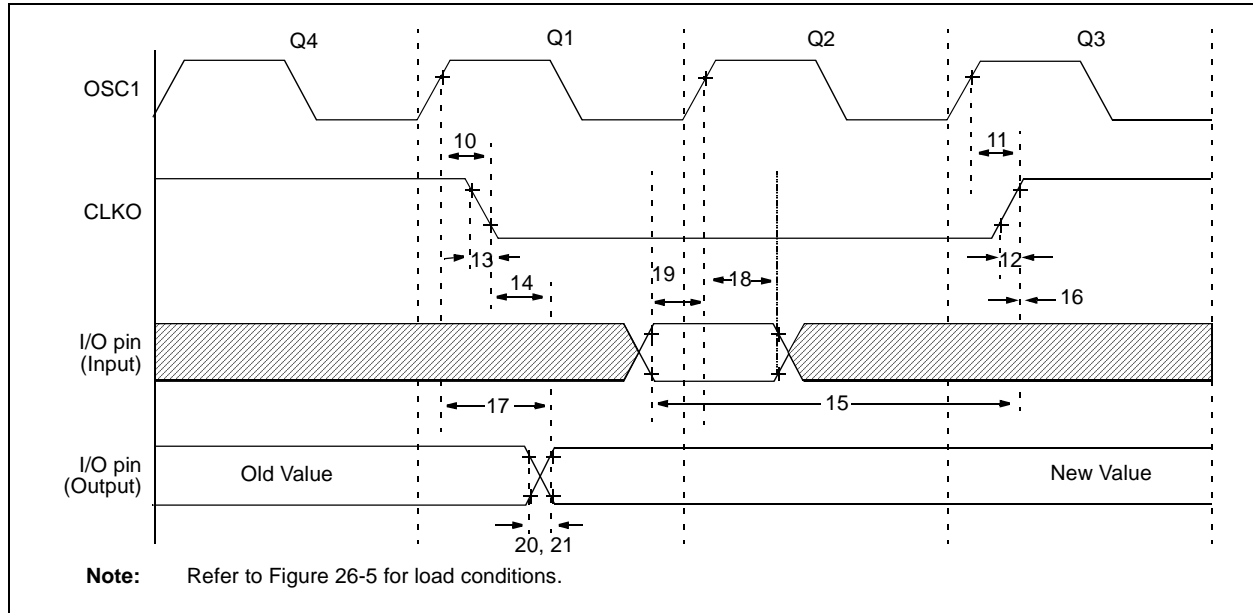 Q4 Q1 Q2 Q3
OSC1
10 11
CLKO
13 12
19 18
14 16
I/O pin
(Input)
17 15
I/O pin
(Output)
Old Value New Value
20, 21
Note: Refer to Figure 26-5 for load conditions.